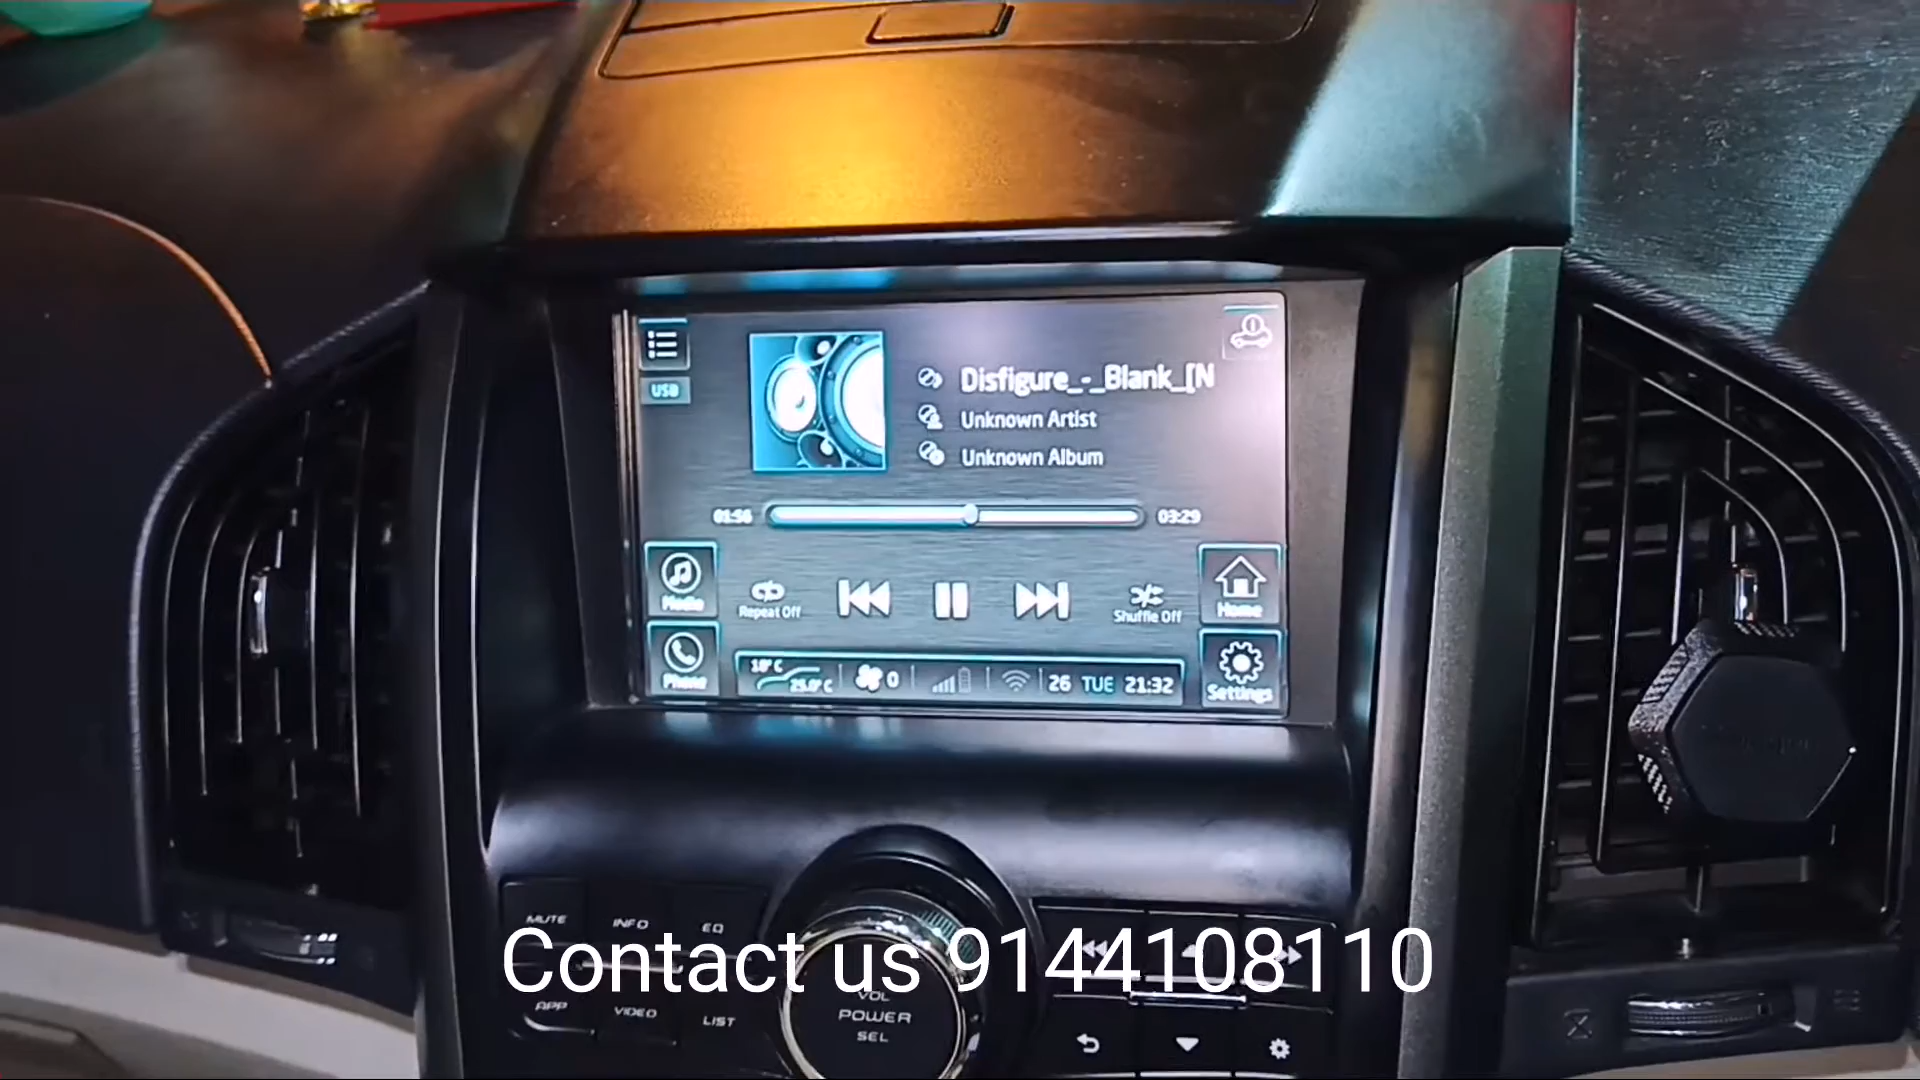 USB
Disfigure_-_Blank_[N
Unknown Artist
Unknown Album
01:56
03:29
Media
Repeat Off
Shuffle Off
Home
Phone
18°C
25.0°C
0
26 TUE 21:32
Settings
MUTE
INFO
EQ
Contact us 9144108110
APP
VIDEO
LIST
VOL
POWER
SEL